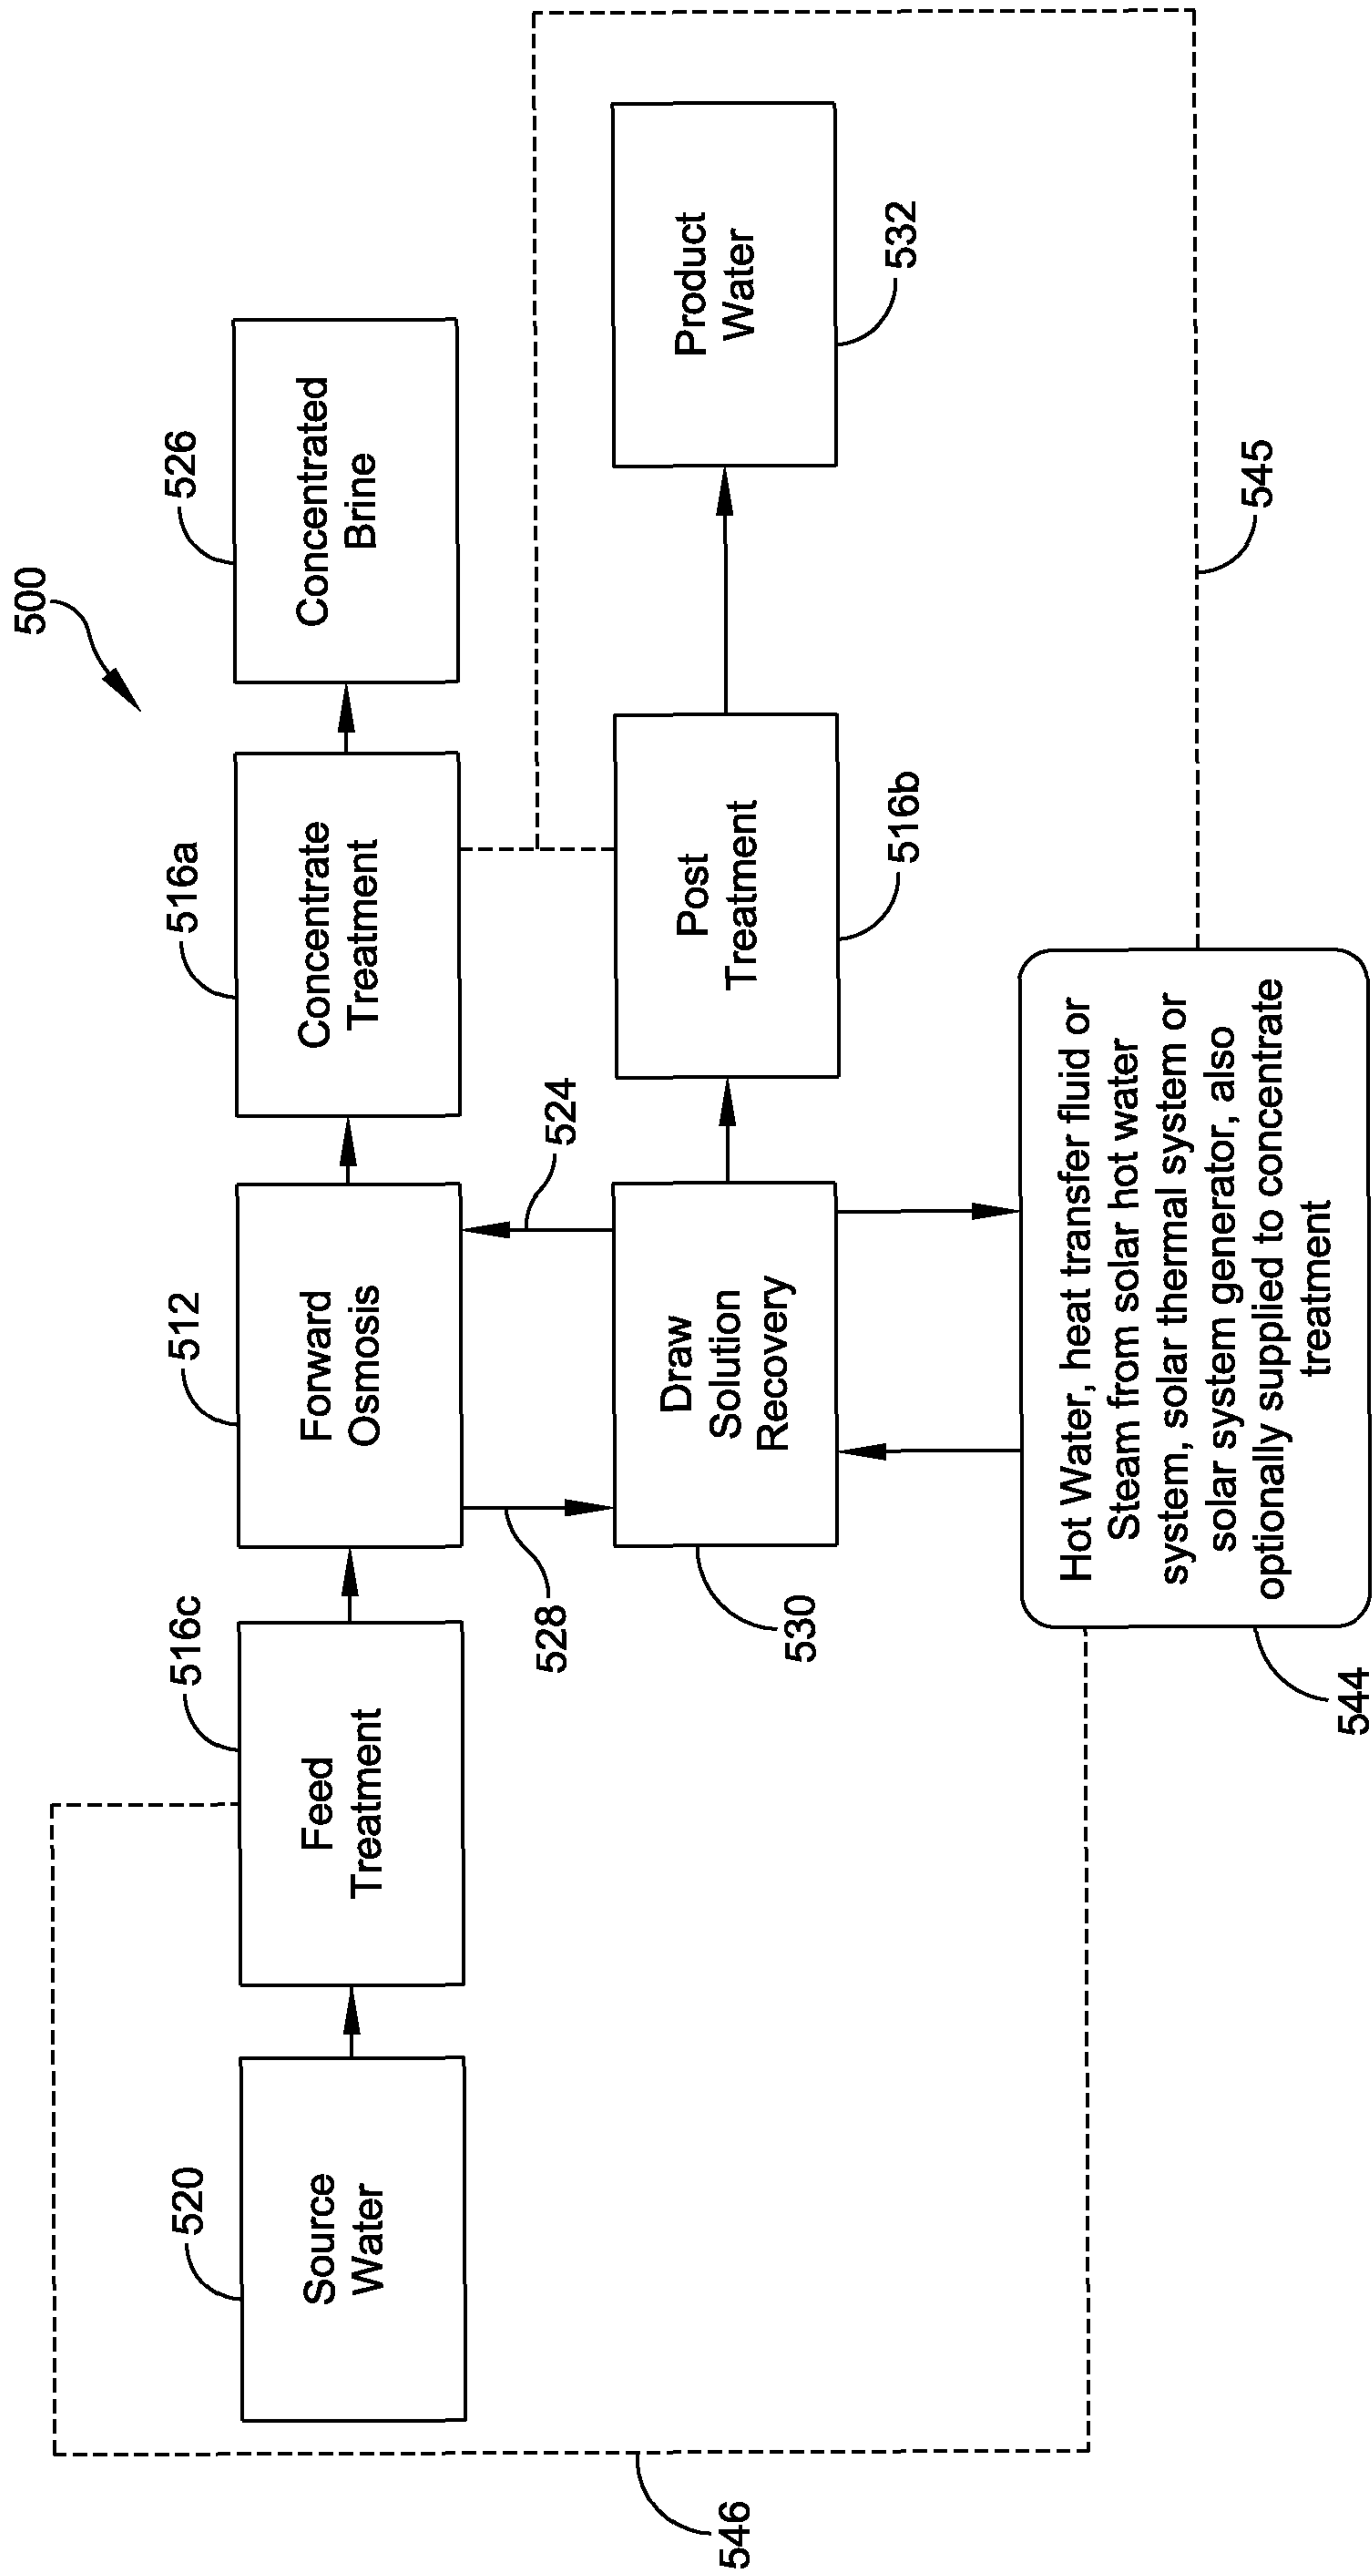 500
520
Source
Water
516c
Feed
Treatment
512
Forward
Osmosis
516a
Concentrate
Treatment
526
Concentrated
Brine
528
524
530
Draw
Solution
Recovery
Post
Treatment
516b
Product
Water
532
546
545
544
Hot Water, heat transfer fluid or
Steam from solar hot water
system, solar thermal system or
solar system generator, also
optionally supplied to concentrate
treatment